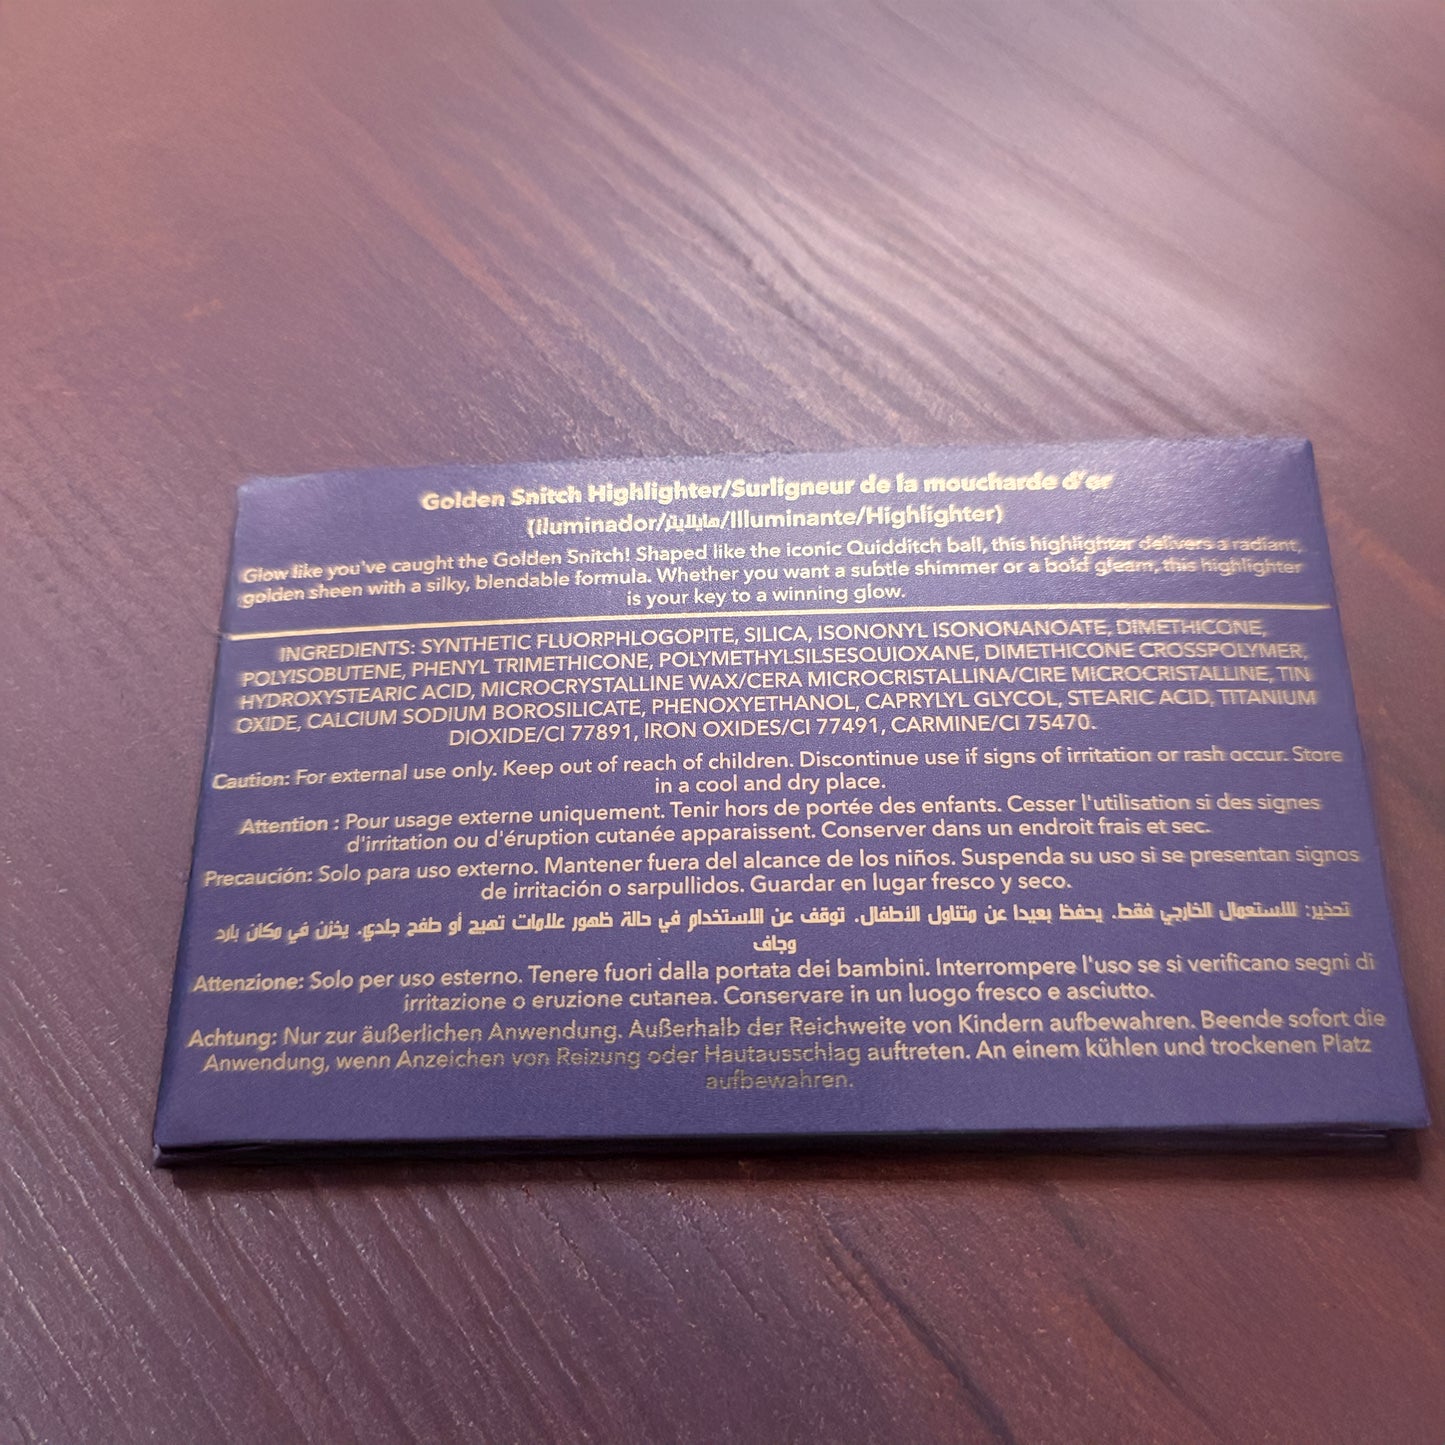 Golden Snitch Highlighter/Surligneur de la moucharde d'or
(iluminador/هايلايتر/Illuminante/Highlighter)
Glow like you've caught the Golden Snitch! Shaped like the iconic Quidditch ball, this highlighter delivers a radiant,
golden sheen with a silky, blendable formula. Whether you want a subtle shimmer or a bold gleam, this highlighter
is your key to a winning glow.
INGREDIENTS: SYNTHETIC FLUORPHLOGOPITE, SILICA, ISONONYL ISONONANOATE, DIMETHICONE,
POLYISOBUTENE, PHENYL TRIMETHICONE, POLYMETHYLSILSESQUIOXANE, DIMETHICONE CROSSPOLYMER,
HYDROXYSTEARIC ACID, MICROCRYSTALLINE WAX/CERA MICROCRISTALLINA/CIRE MICROCRISTALLINE, TIN
OXIDE, CALCIUM SODIUM BOROSILICATE, PHENOXYETHANOL, CAPRYLYL GLYCOL, STEARIC ACID, TITANIUM
DIOXIDE/CI 77891, IRON OXIDES/CI 77491, CARMINE/CI 75470.
Caution: For external use only. Keep out of reach of children. Discontinue use if signs of irritation or rash occur. Store
in a cool and dry place.
Attention : Pour usage externe uniquement. Tenir hors de portée des enfants. Cesser l'utilisation si des signes
d'irritation ou d'éruption cutanée apparaissent. Conserver dans un endroit frais et sec.
Precaución: Solo para uso externo. Mantener fuera del alcance de los niños. Suspenda su uso si se presentan signos
de irritación o sarpullidos. Guardar en lugar fresco y seco.
تحذير: للاستعمال الخارجي فقط. يحفظ بعيدا عن متناول الأطفال. توقف عن الاستخدام في حالة ظهور علامات تهيج أو طفح جلدي. يخزن في مكان بارد
وجاف
Attenzione: Solo per uso esterno. Tenere fuori dalla portata dei bambini. Interrompere l'uso se si verificano segni di
irritazione o eruzione cutanea. Conservare in un luogo fresco e asciutto.
Achtung: Nur zur äußerlichen Anwendung. Außerhalb der Reichweite von Kindern aufbewahren. Beende sofort die
Anwendung, wenn Anzeichen von Reizung oder Hautausschlag auftreten. An einem kühlen und trockenen Platz
aufbewahren.